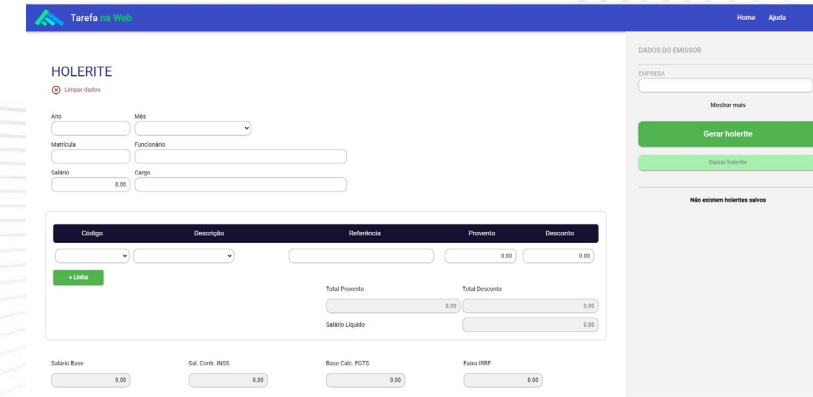 Tarefa na Web
Home Ajuda
HOLERITE
Limpar dados
Ano Mês
Matrícula Funcionário
Salário Cargo
0.00
Código Descrição Referência Provento Desconto
0.00 0.00
+ Linha
Total Provento Total Desconto
0.00 0.00
Salário Líquido 0.00
Salário Base Sal. Contr. INSS Base Cálc. FGTS Faixa IRRF
0.00 0.00 0.00 0.00
DADOS DO EMISSOR
EMPRESA
Mostrar mais
Gerar holerite
Baixar holerite
Não existem holerites salvos